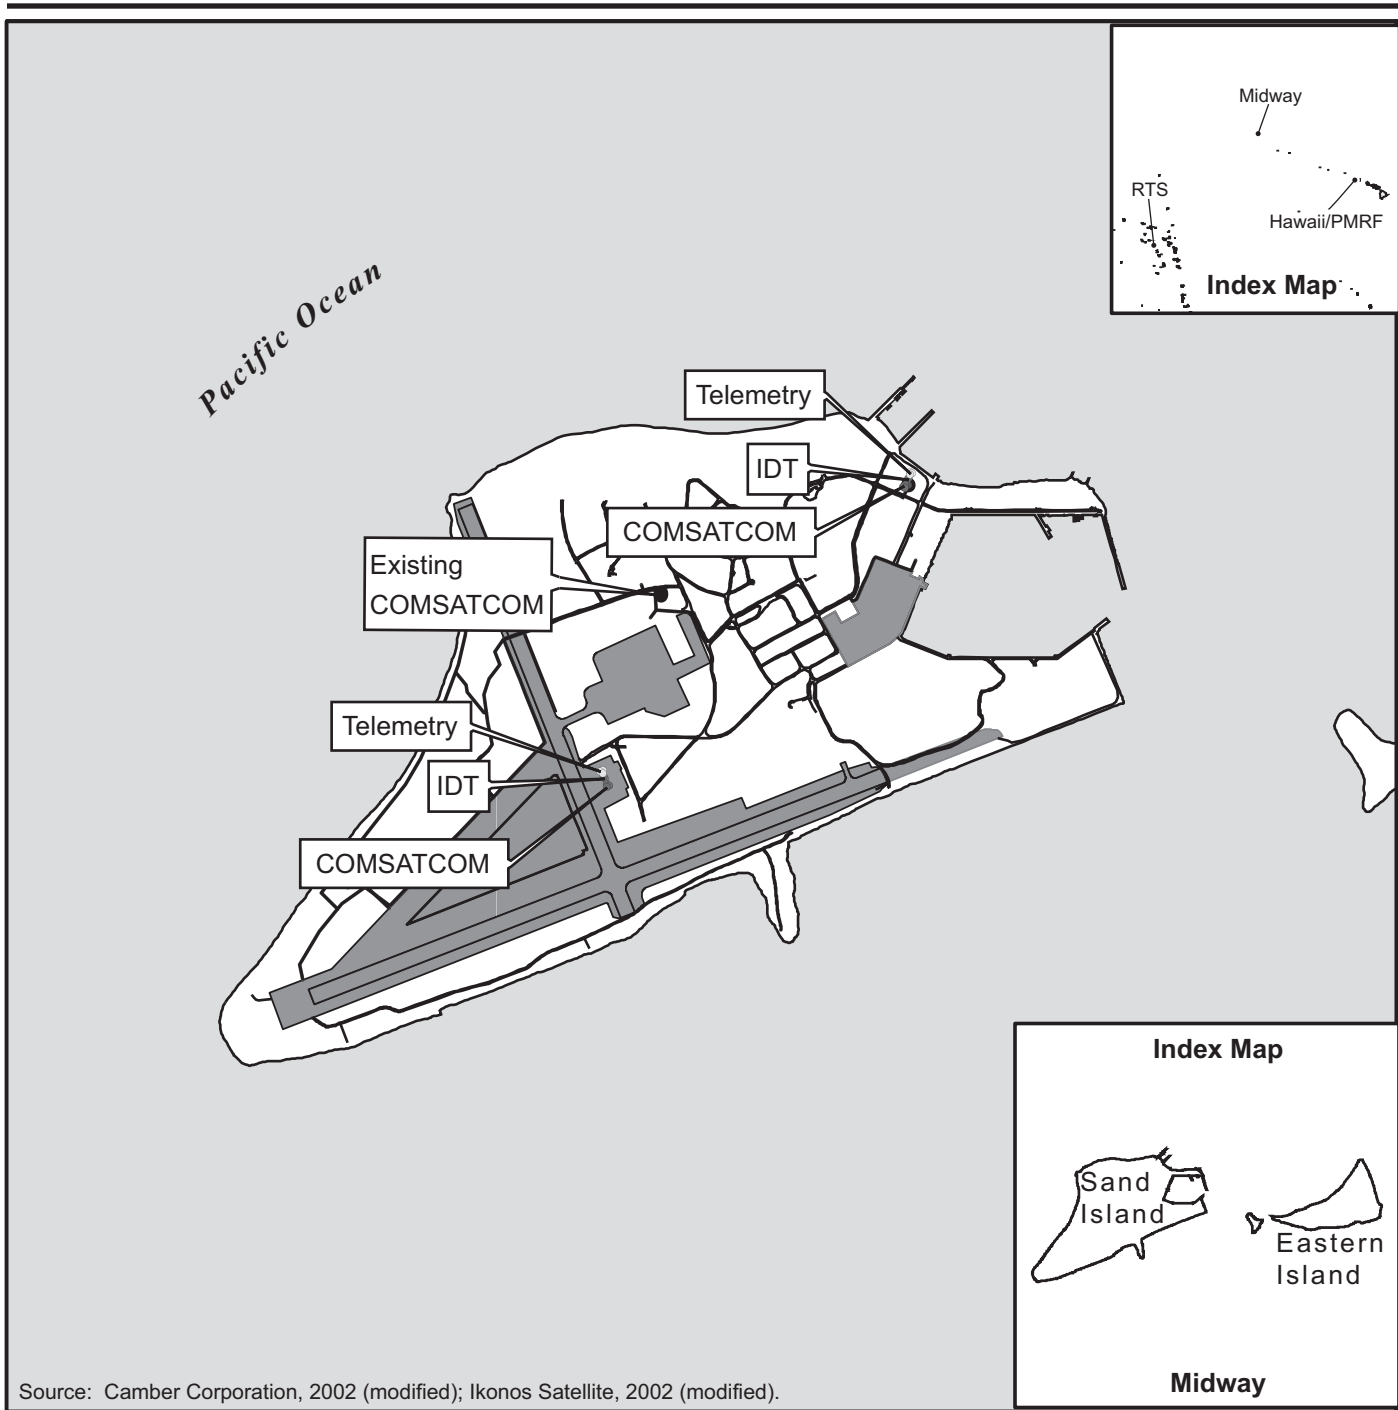 Midway
RTS
Hawaii/PMRF
Index Map
Pacific Ocean
Telemetry
IDT
COMSATCOM
Existing
COMSATCOM
Telemetry
IDT
COMSATCOM
Index Map
Sand
Island
Eastern
Island
Midway
Source: Camber Corporation, 2002 (modified); Ikonos Satellite, 2002 (modified).